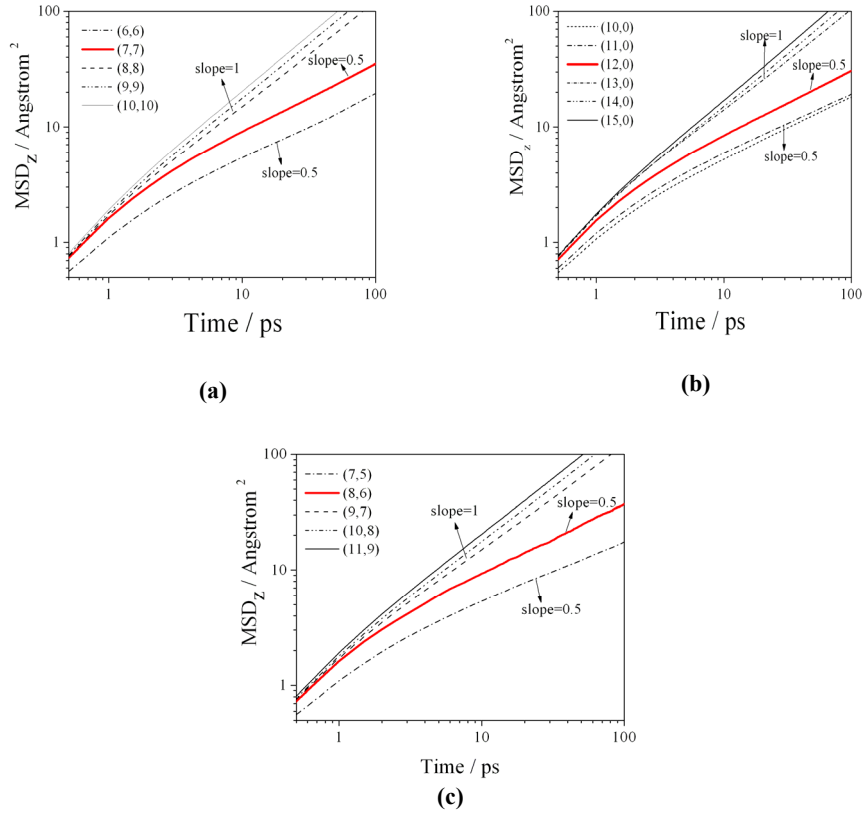 (6,6)
(7,7)
(8,8)
(9,9)
(10,10)
slope=1
slope=0.5
slope=0.5
MSDz / Angstrom 2
100
10
1
1
10
100
Time / ps
(a)
(10,0)
(11,0)
(12,0)
(13,0)
(14,0)
(15,0)
slope=1
slope=0.5
slope=0.5
MSDz / Angstrom 2
100
10
1
1
10
100
Time / ps
(b)
(7,5)
(8,6)
(9,7)
(10,8)
(11,9)
slope=1
slope=0.5
slope=0.5
MSDz / Angstrom 2
100
10
1
1
10
100
Time / ps
(c)